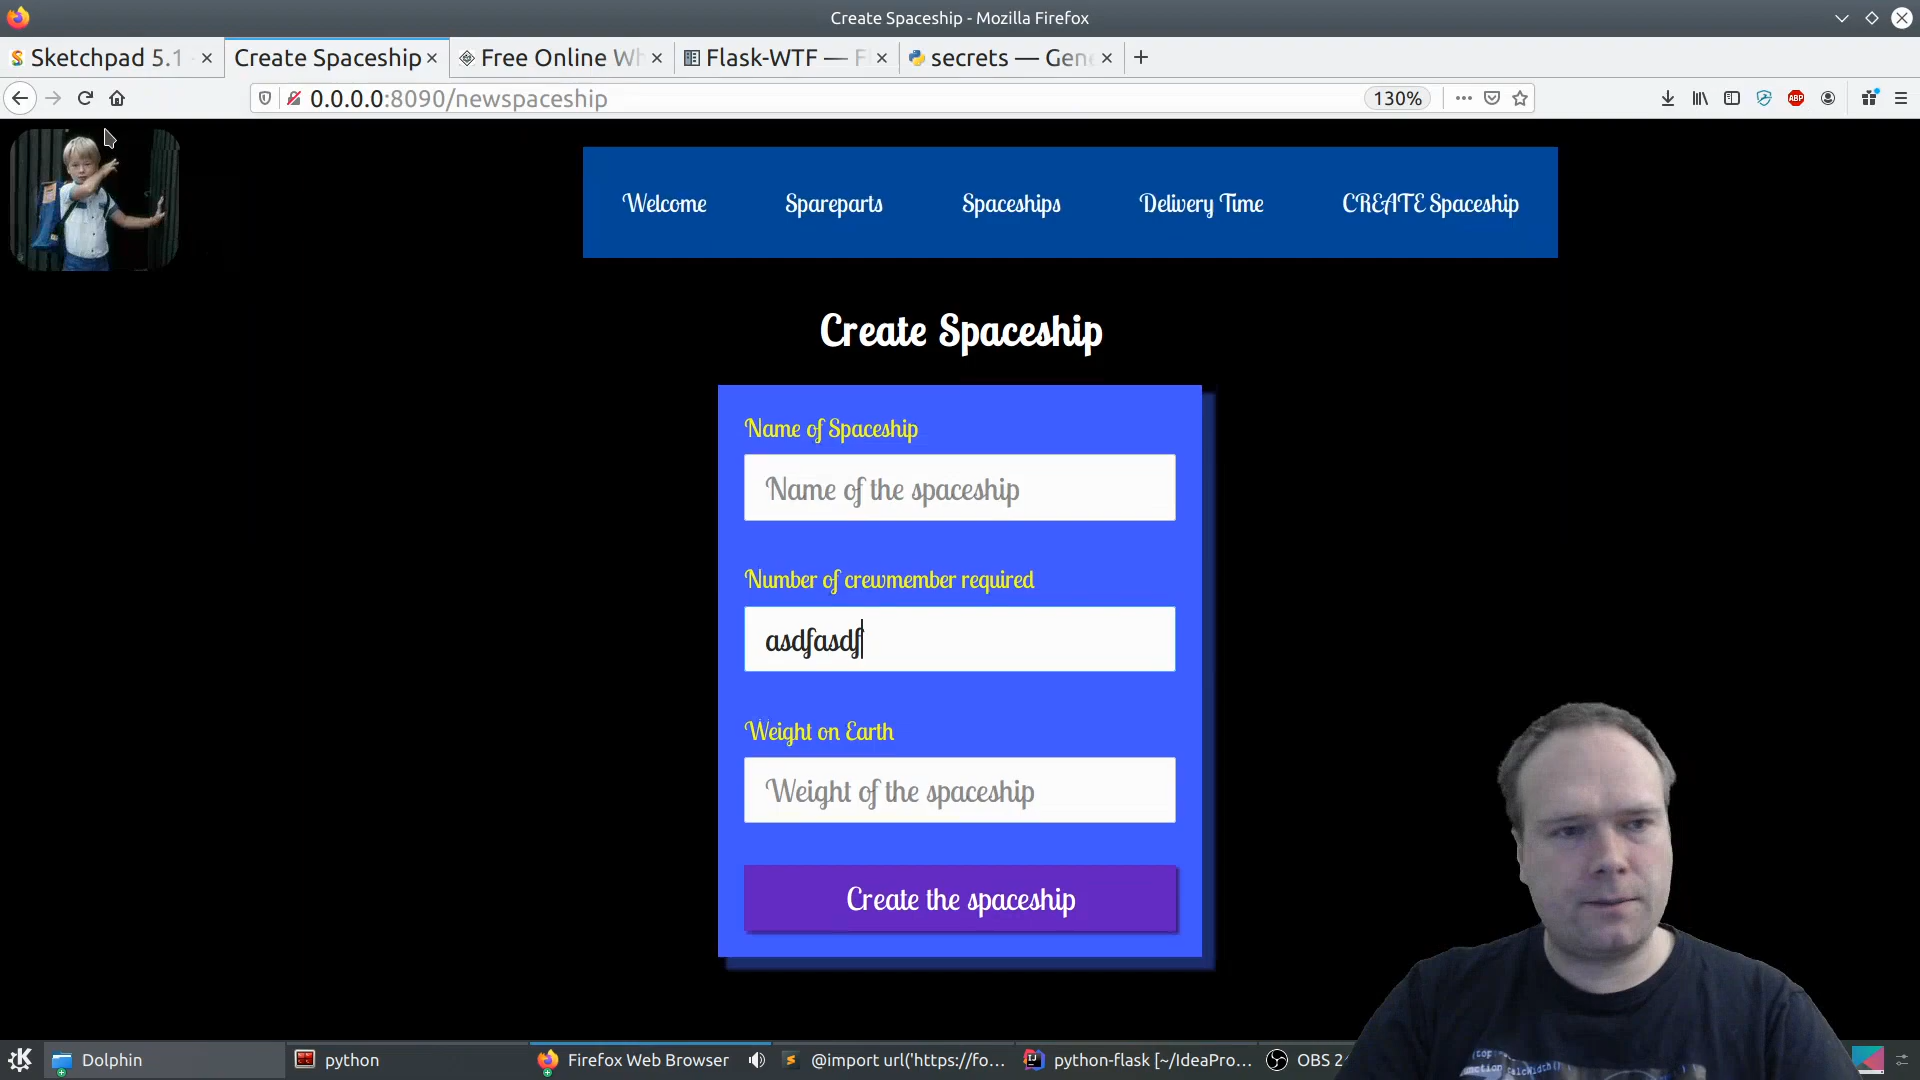 Create Spaceship - Mozilla Firefox
Sketchpad 5.1
Create Spaceship
Free Online Wh
Flask-WTF — F
secrets — Gene
0.0.0.0:8090/newspaceship
130%
ABP
Welcome
Spareparts
Spaceships
Delivery Time
CREATE Spaceship
Create Spaceship
Name of Spaceship
Name of the spaceship
Number of crewmember required
asdfasdf
Weight on Earth
Weight of the spaceship
Create the spaceship
Dolphin
python
Firefox Web Browser
@import url('https://fo...
python-flask [~/IdeaPro...
OBS 2